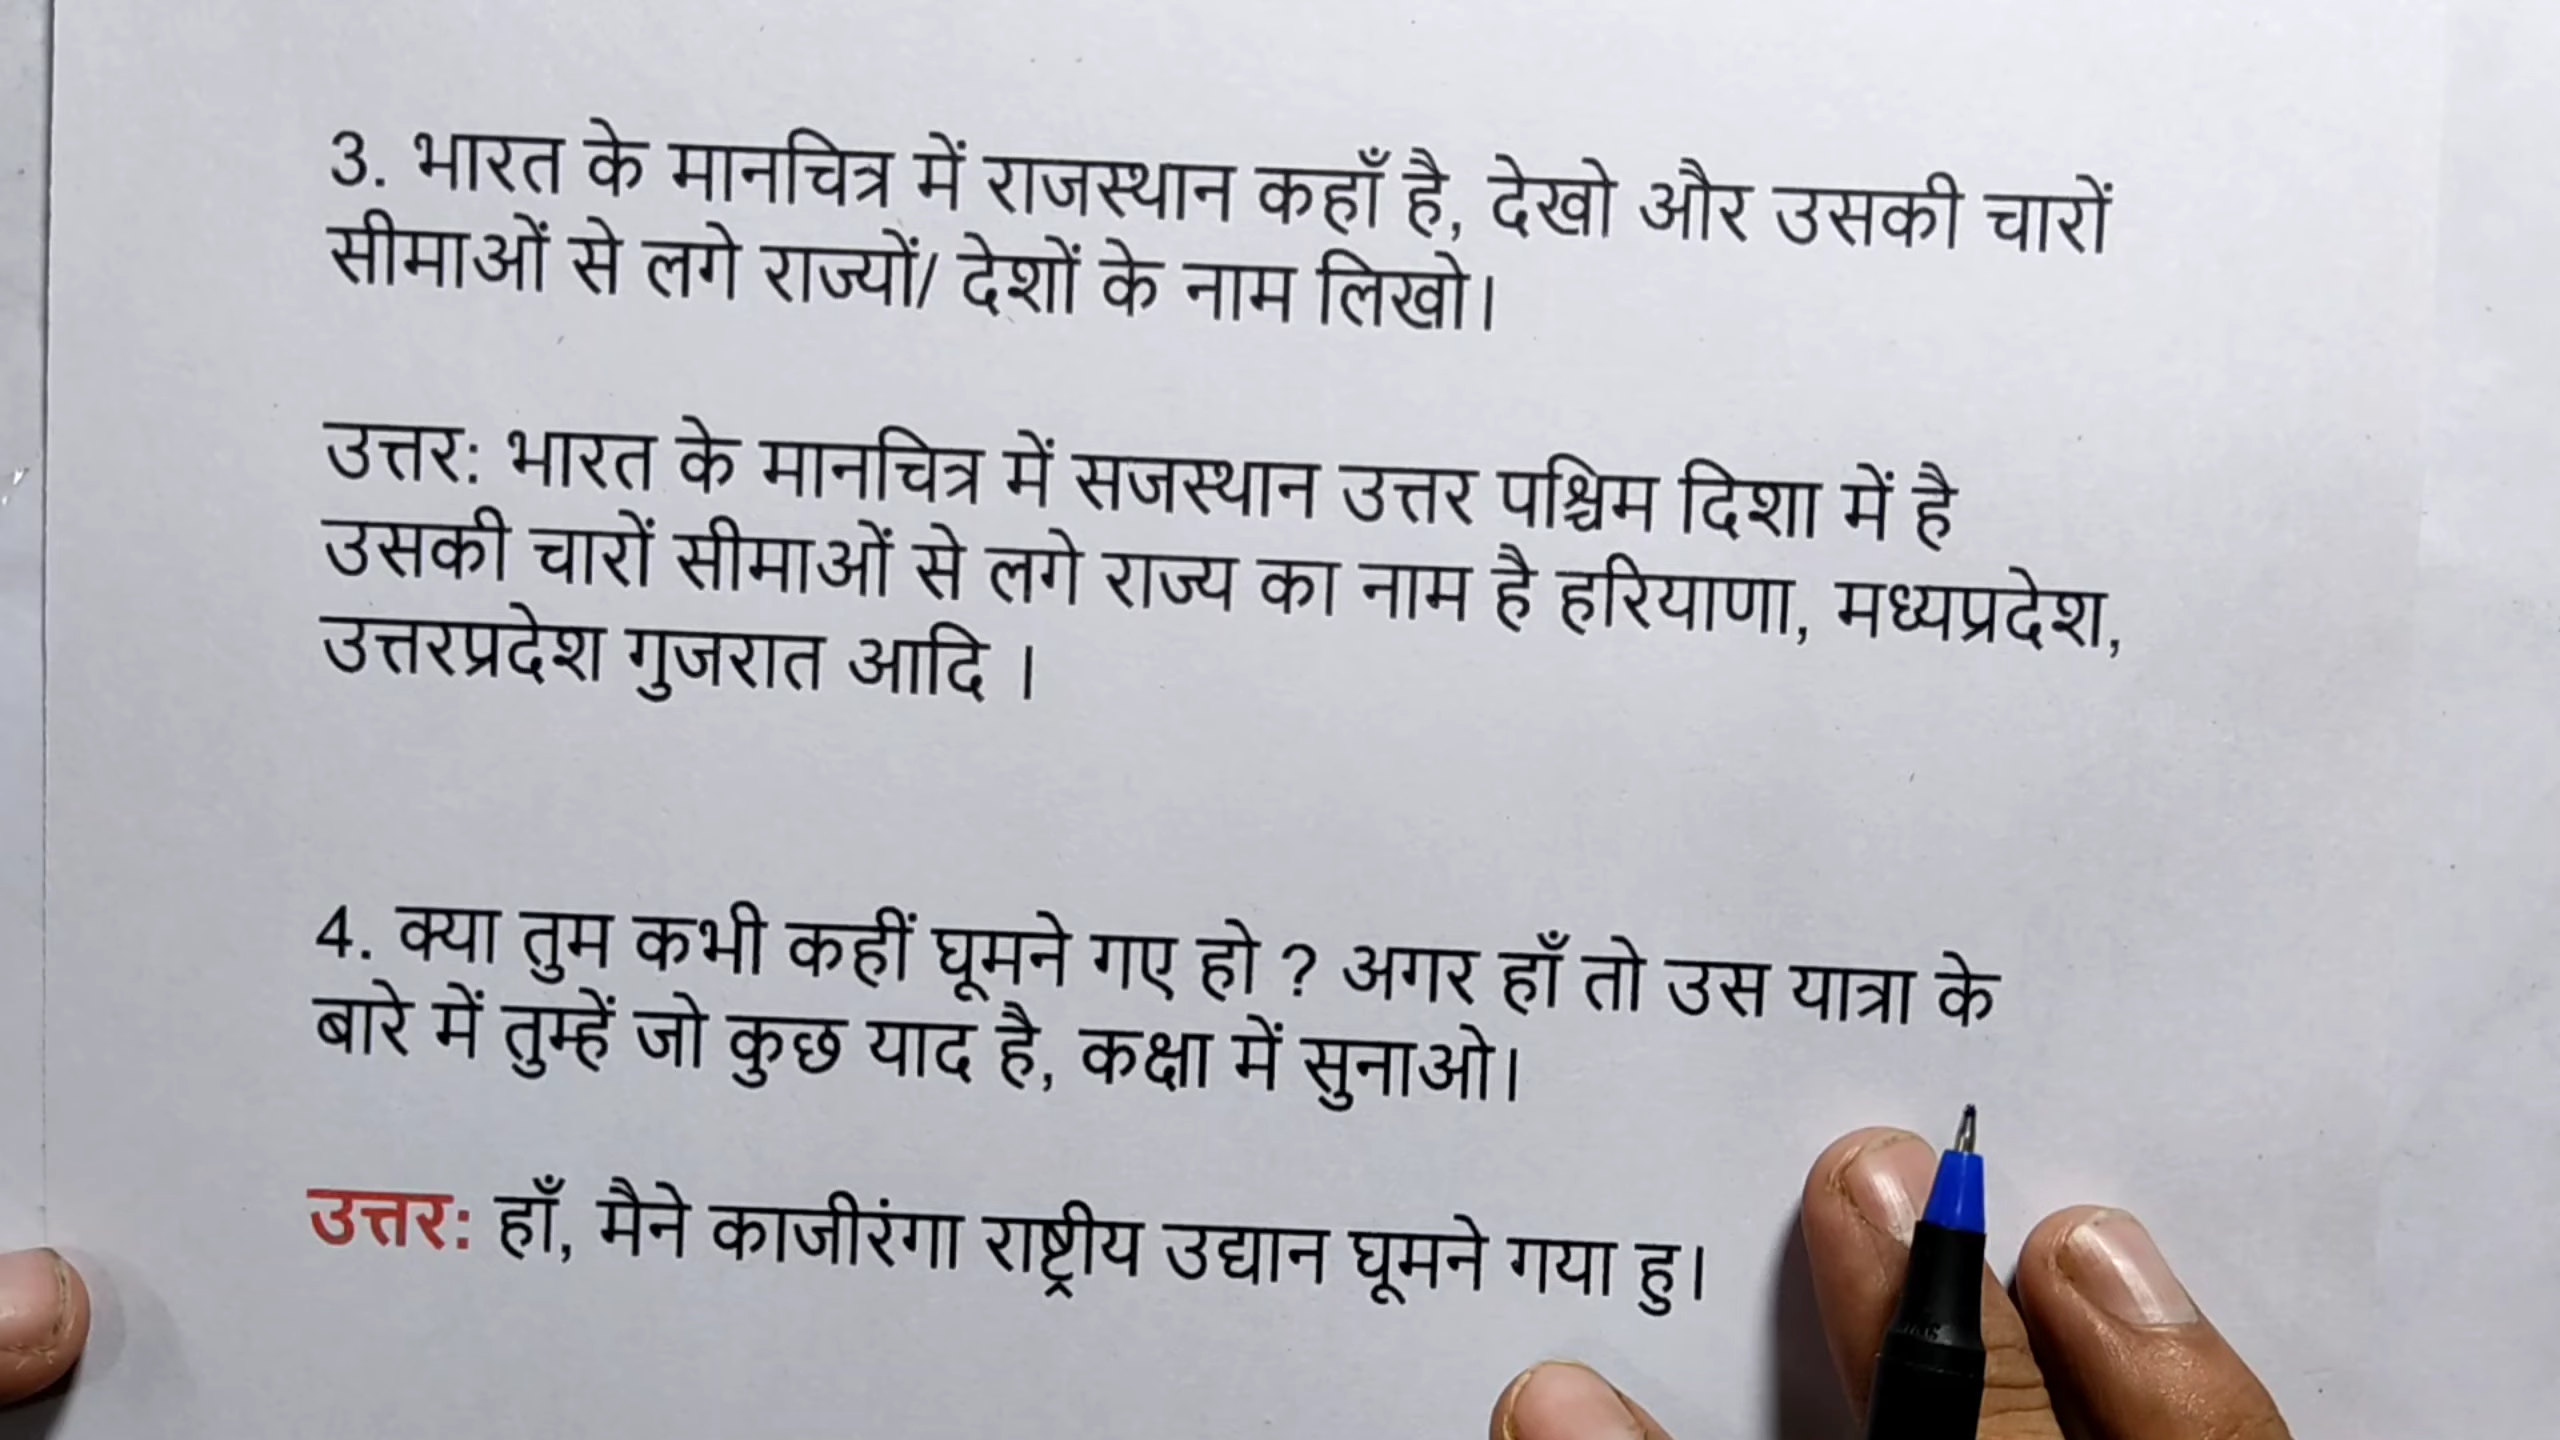 3. भारत के मानचित्र में राजस्थान कहाँ है, देखो और उसकी चारों
सीमाओं से लगे राज्यों/ देशों के नाम लिखो।
उत्तर: भारत के मानचित्र में सजस्थान उत्तर पश्चिम दिशा में है
उसकी चारों सीमाओं से लगे राज्य का नाम है हरियाणा, मध्यप्रदेश,
उत्तरप्रदेश गुजरात आदि ।
4. क्या तुम कभी कहीं घूमने गए हो ? अगर हाँ तो उस यात्रा के
बारे में तुम्हें जो कुछ याद है, कक्षा में सुनाओ।
उत्तर: हाँ, मैने काजीरंगा राष्ट्रीय उद्यान घूमने गया हु।